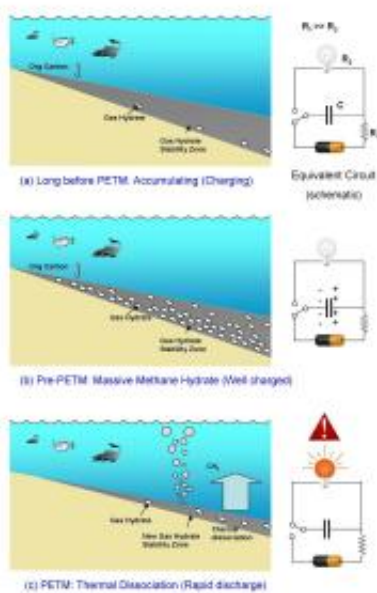 R₁ >> R₂
R₂
Org Carbon
C
Gas Hydrate
R
Gas Hydrate
Stability Zone
(a) Long before PETM: Accumulating (Charging)
Equivalent Circuit
(schematic)
Org Carbon
Gas Hydrate
Gas Hydrate
Stability Zone
(b) Pre-PETM: Massive Methane Hydrate (Well charged)
CH₄
Gas Hydrate
New Gas Hydrate
Stability Zone
Thermal
dissociation
(c) PETM: Thermal Dissociation (Rapid discharge)